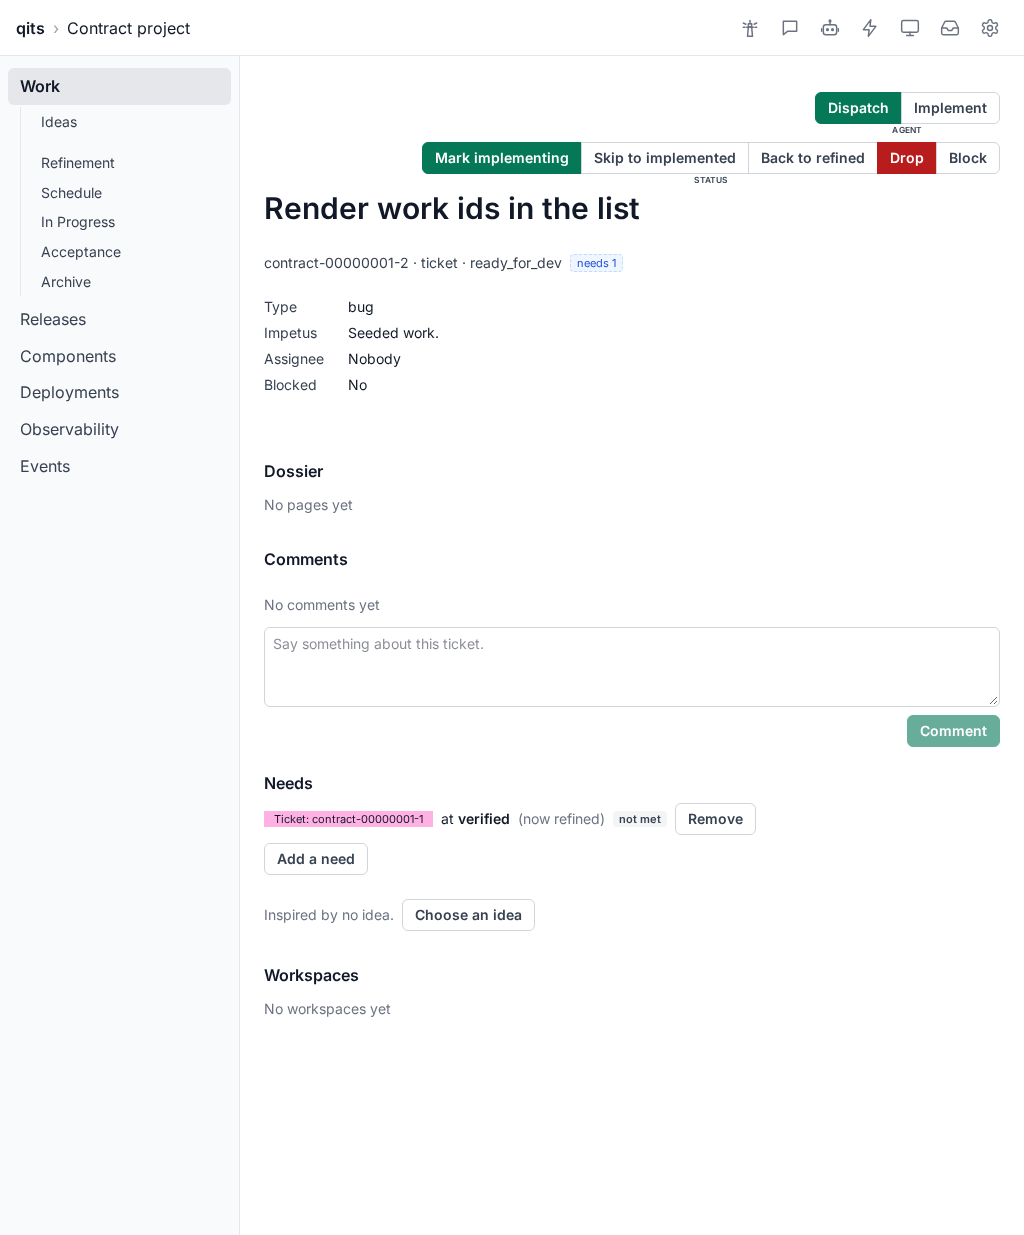 qits › Contract project
Work
Ideas
Refinement
Schedule
In Progress
Acceptance
Archive
Releases
Components
Deployments
Observability
Events
Dispatch Implement
AGENT
Mark implementing Skip to implemented Back to refined Drop Block
STATUS
Render work ids in the list
contract-00000001-2 · ticket · ready_for_dev needs 1
Type bug
Impetus Seeded work.
Assignee Nobody
Blocked No
Dossier
No pages yet
Comments
No comments yet
Say something about this ticket.
Comment
Needs
Ticket: contract-00000001-1 at verified (now refined) not met Remove
Add a need
Inspired by no idea. Choose an idea
Workspaces
No workspaces yet